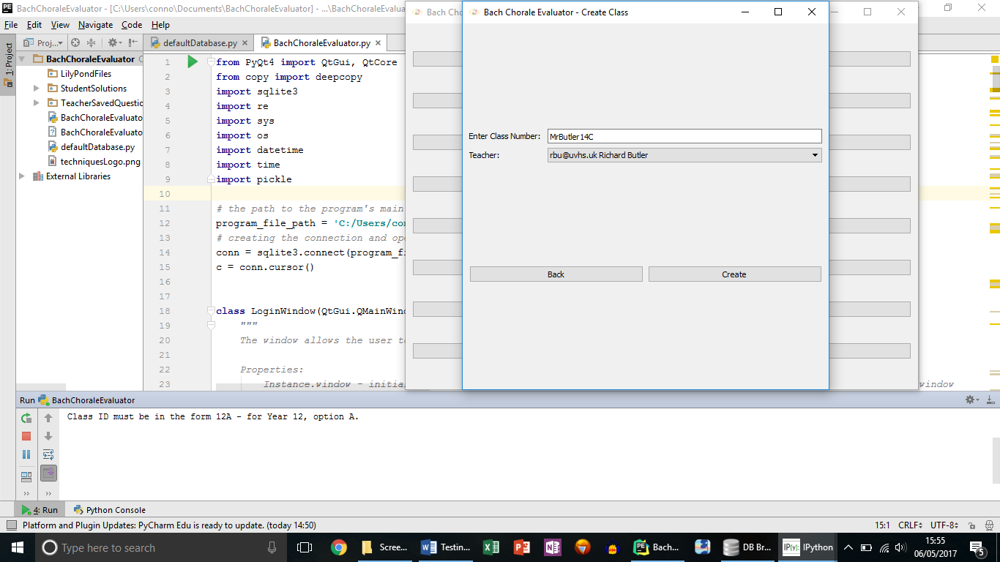 BachChoraleEvaluator - [C:\Users\conno\Documents\BachChoraleEvaluator] - ...\BachChoraleE
File Edit View Navigate Code Help
Proj...
1: Project
defaultDatabase.py
BachChoraleEvaluator.py
BachChoraleEvaluator
LilyPondFiles
StudentSolutions
TeacherSavedQuestic
BachChoraleEvaluato
BachChoraleEvaluato
defaultDatabase.py
techniquesLogo.png
External Libraries
1 from PyQt4 import QtGui, QtCore
2 from copy import deepcopy
3 import sqlite3
4 import re
5 import sys
6 import os
7 import datetime
8 import time
9 import pickle
10
11 # the path to the program's main
12 program_file_path = 'C:/Users/con
13 # creating the connection and ope
14 conn = sqlite3.connect(program_fi
15 c = conn.cursor()
16
17
18 class LoginWindow(QtGui.QMainWind
19 """
20 The window allows the user to
21
22 Properties:
23 Instance.window - initia
window
Bach Cho
Bach Chorale Evaluator - Create Class
Enter Class Number: MrButler14C
Teacher: rbu@uvhs.uk Richard Butler
Back Create
Run BachChoraleEvaluator
Class ID must be in the form 12A - for Year 12, option A.
4: Run Python Console
Platform and Plugin Updates: PyCharm Edu is ready to update. (today 14:50)
15:1 CRLF UTF-8
Type here to search
Scree...
Testin...
Bach...
DB Br...
IP[y]: IPython
15:55
06/05/2017
5